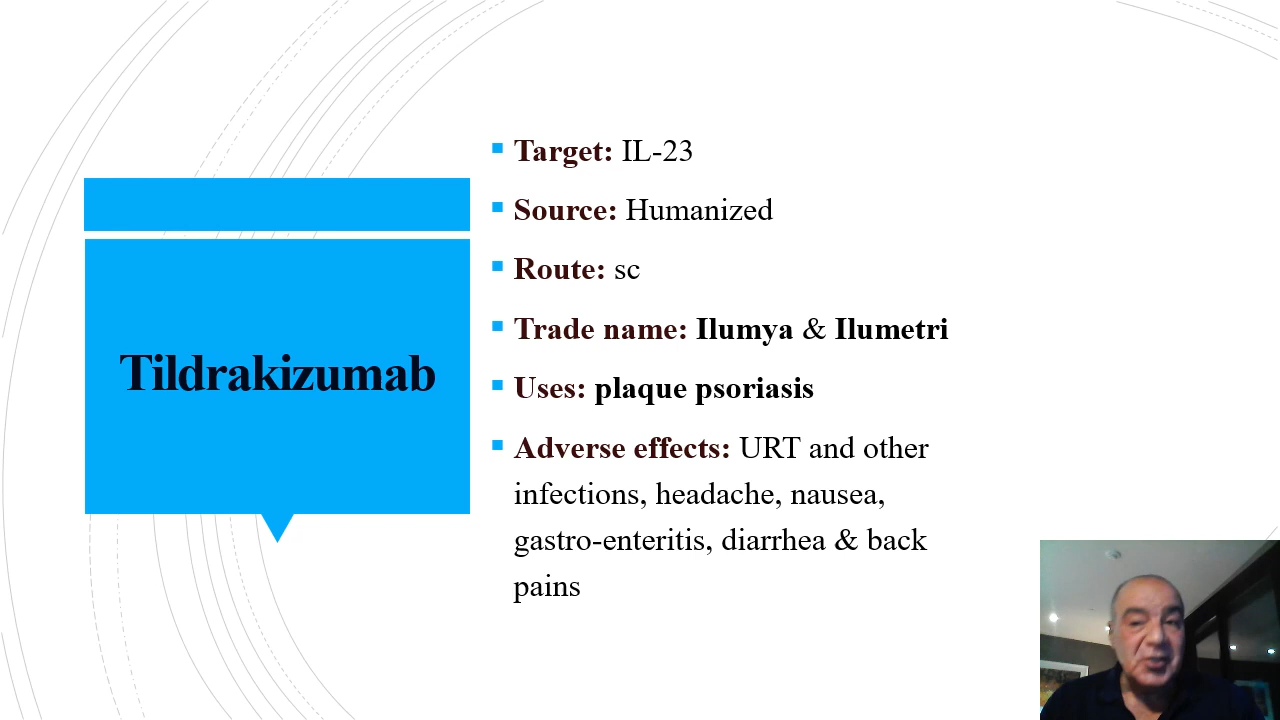 Tildrakizumab
Target: IL-23
Source: Humanized
Route: sc
Trade name: Ilumya & Ilumetri
Uses: plaque psoriasis
Adverse effects: URT and other
infections, headache, nausea,
gastro-enteritis, diarrhea & back
pains